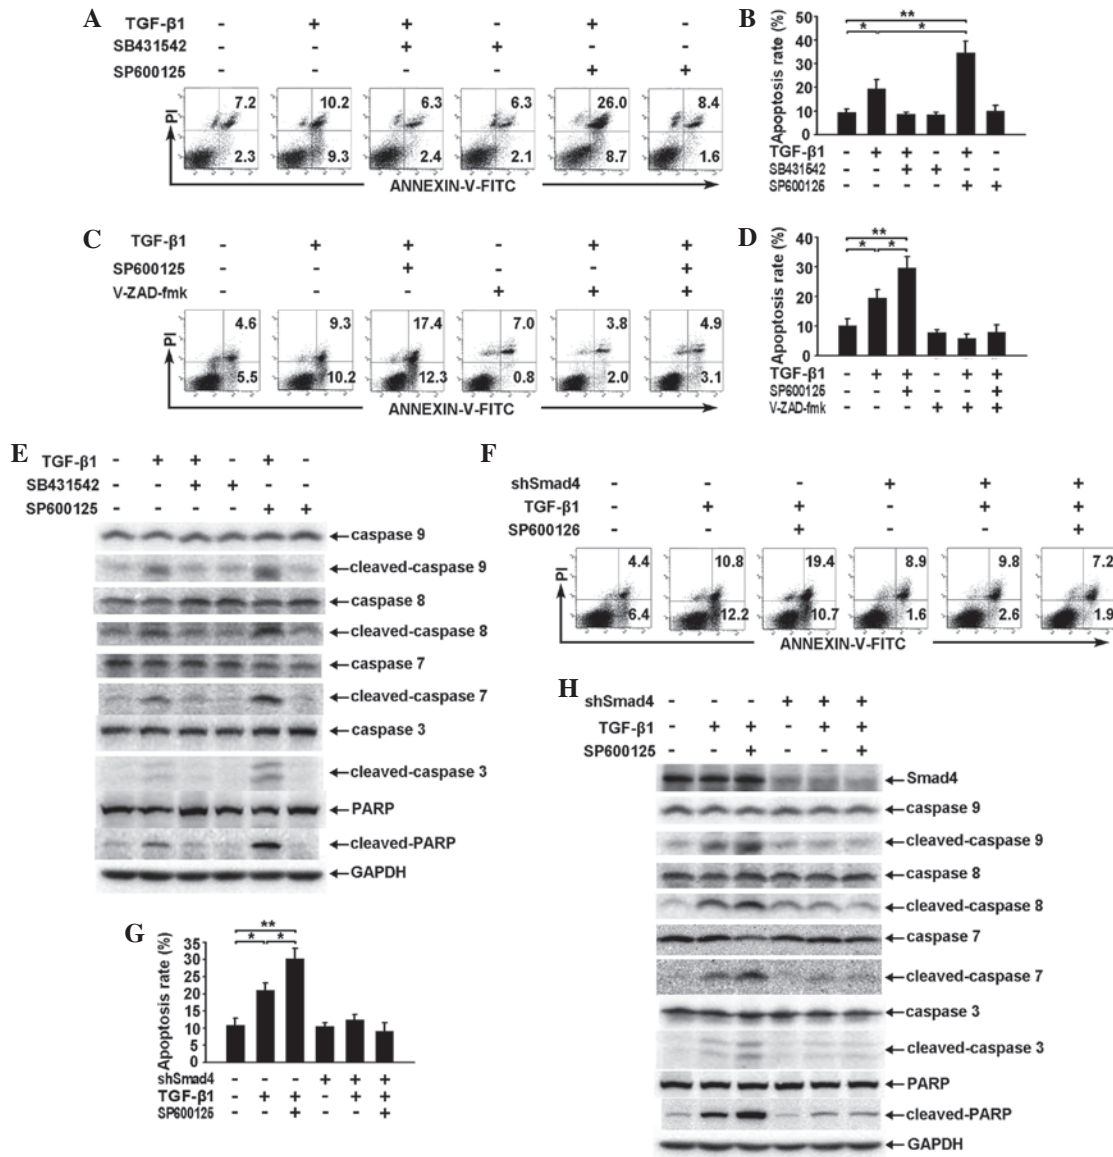 A
TGF-β1 - + + - + -
SB431542 - - + + - -
SP600125 - - - - + +
PI
7.2 10.2 6.3 6.3 26.0 8.4
2.3 9.3 2.4 2.1 8.7 1.6
ANNEXIN-V-FITC
B
Apoptosis rate (%)
50
40
30
20
10
0
**
* *
TGF-β1 - + + - + -
SB431542 - - + + - -
SP600125 - - - - + +
C
TGF-β1 - + + - + +
SP600125 - - + - - +
V-ZAD-fmk - - - + + +
PI
4.6 9.3 17.4 7.0 3.8 4.9
5.5 10.2 12.3 0.8 2.0 3.1
ANNEXIN-V-FITC
D
Apoptosis rate (%)
40
30
20
10
0
**
* *
TGF-β1 - + + - + +
SP600125 - - + - - +
V-ZAD-fmk - - - + + +
E
TGF-β1 - + + - + -
SB431542 - - + + - -
SP600125 - - - - + +
caspase 9
cleaved-caspase 9
caspase 8
cleaved-caspase 8
caspase 7
cleaved-caspase 7
caspase 3
cleaved-caspase 3
PARP
cleaved-PARP
GAPDH
F
shSmad4 - - - + + +
TGF-β1 - + + - + +
SP600126 - - + - - +
PI
4.4 10.8 19.4 8.9 9.8 7.2
6.4 12.2 10.7 1.6 2.6 1.9
ANNEXIN-V-FITC
G
Apoptosis rate (%)
35
30
25
20
15
10
5
0
**
* *
shSmad4 - - - + + +
TGF-β1 - + + - + +
SP600125 - - + - - +
H
shSmad4 - - - + + +
TGF-β1 - + + - + +
SP600125 - - + - - +
Smad4
caspase 9
cleaved-caspase 9
caspase 8
cleaved-caspase 8
caspase 7
cleaved-caspase 7
caspase 3
cleaved-caspase 3
PARP
cleaved-PARP
GAPDH